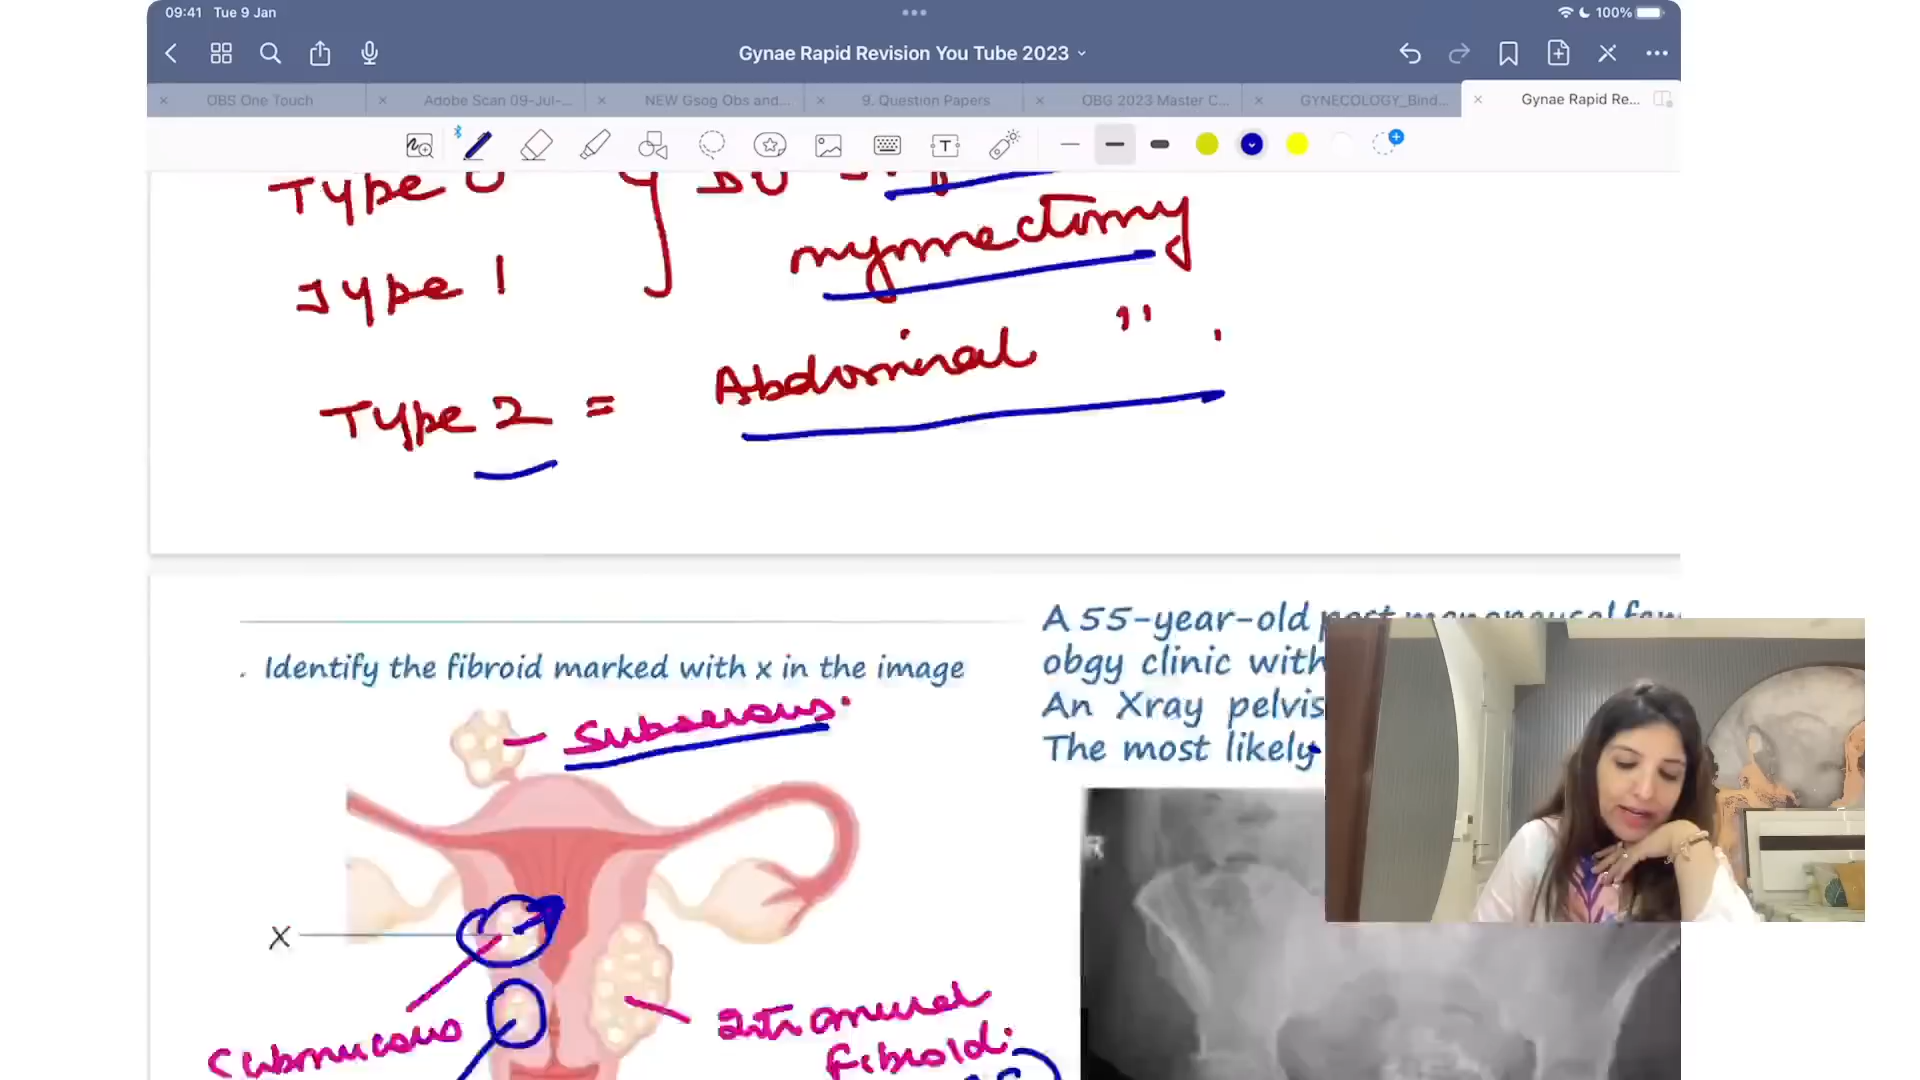 09:41 Tue 9 Jan
100%
Gynae Rapid Revision You Tube 2023
OBS One Touch
Adobe Scan 09-Jul-...
NEW Gsog Obs and...
9. Question Papers
OBG 2023 Master C...
GYNECOLOGY_Bind...
Gynae Rapid Re...
T
Type 0
myomectomy
Type 1
Abdominal " .
Type 2 =
. Identify the fibroid marked with x in the image
Subserous.
X
Submucous
Intramural
fibroid.
A 55-year-old post menopausal fem
obgy clinic with
An Xray pelvis
The most likely
R